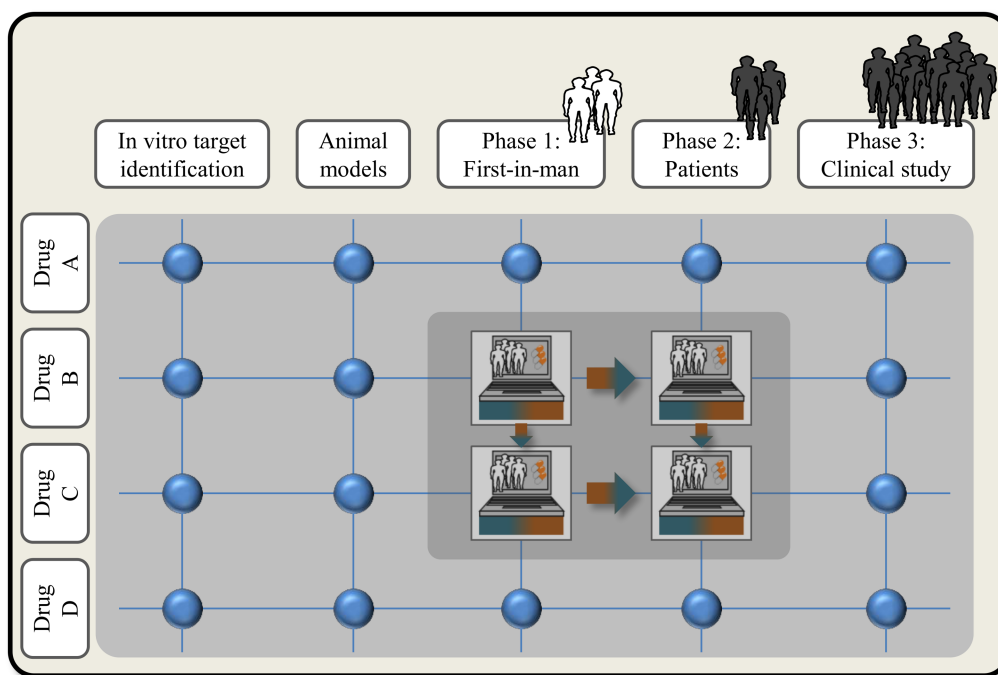 In vitro target
identification
Animal
models
Phase 1:
First-in-man
Phase 2:
Patients
Phase 3:
Clinical study
Drug
A
Drug
B
Drug
C
Drug
D